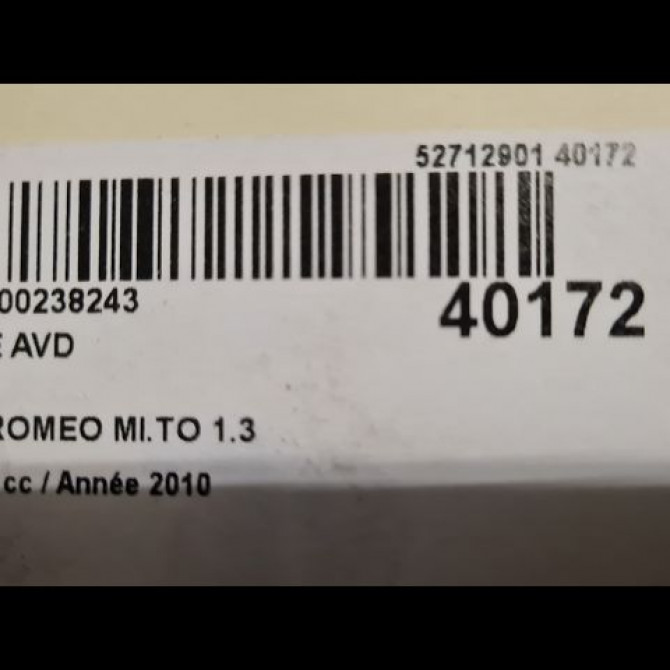 52712901 40172
00238243
40172
E AVD
ROMEO MI.TO 1.3
cc / Année 2010